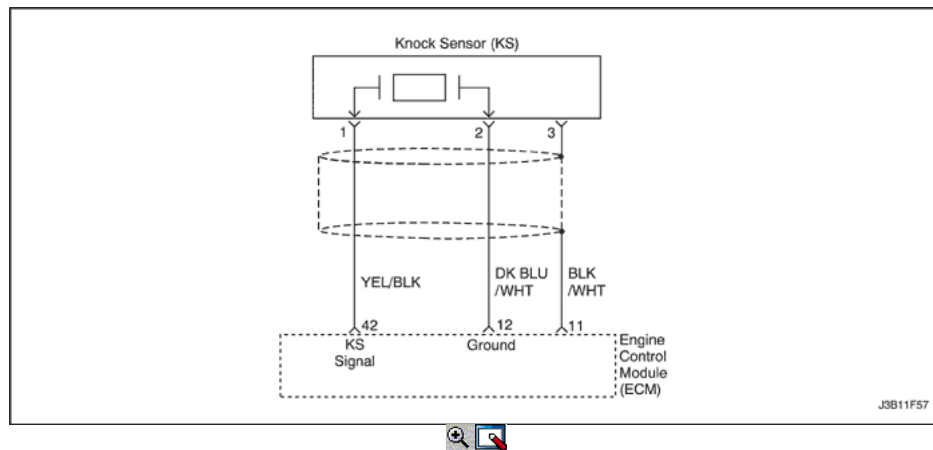 Knock Sensor (KS)
1
2
3
YEL/BLK
DK BLU
/WHT
BLK
/WHT
42
12
11
KS
Signal
Ground
Engine
Control
Module
(ECM)
J3B11F57